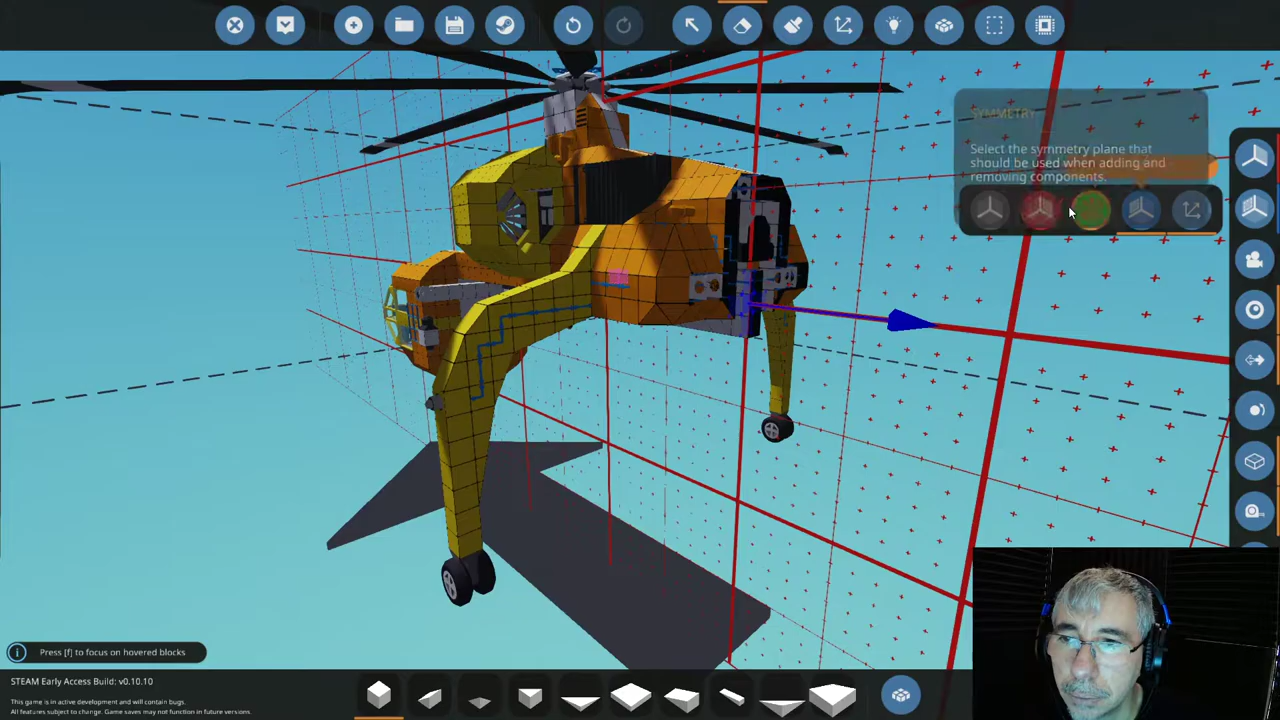 SYMMETRY
Select the symmetry plane that
should be used when adding and
removing components.
Press [f] to focus on hovered blocks
STEAM Early Access Build: v0.10.10
This game is in active development and will contain bugs.
All features subject to change. Game saves may not function in future versions.